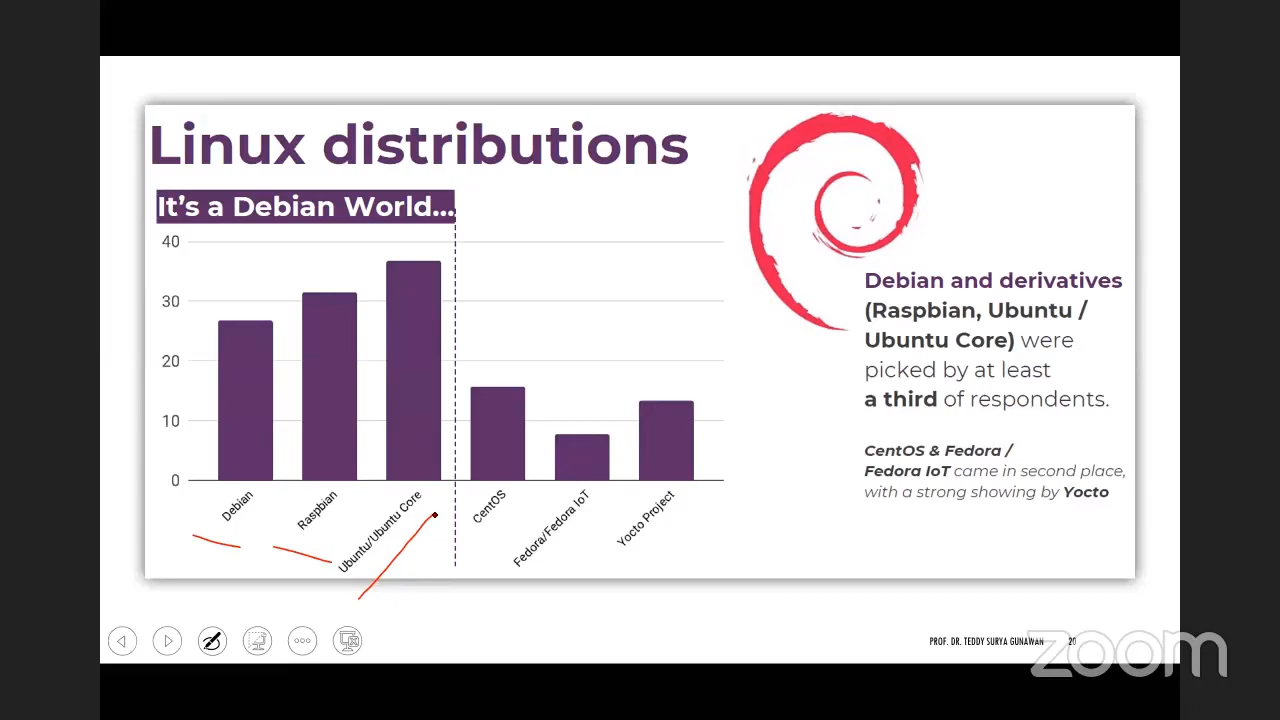 Linux distributions
It's a Debian World...
40
30
20
10
0
Debian
Raspbian
Ubuntu/Ubuntu Core
CentOS
Fedora/Fedora IoT
Yocto Project
Debian and derivatives
(Raspbian, Ubuntu /
Ubuntu Core) were
picked by at least
a third of respondents.
CentOS & Fedora /
Fedora IoT came in second place,
with a strong showing by Yocto
PROF. DR. TEDDY SURYA GUNAWAN
20
zoom